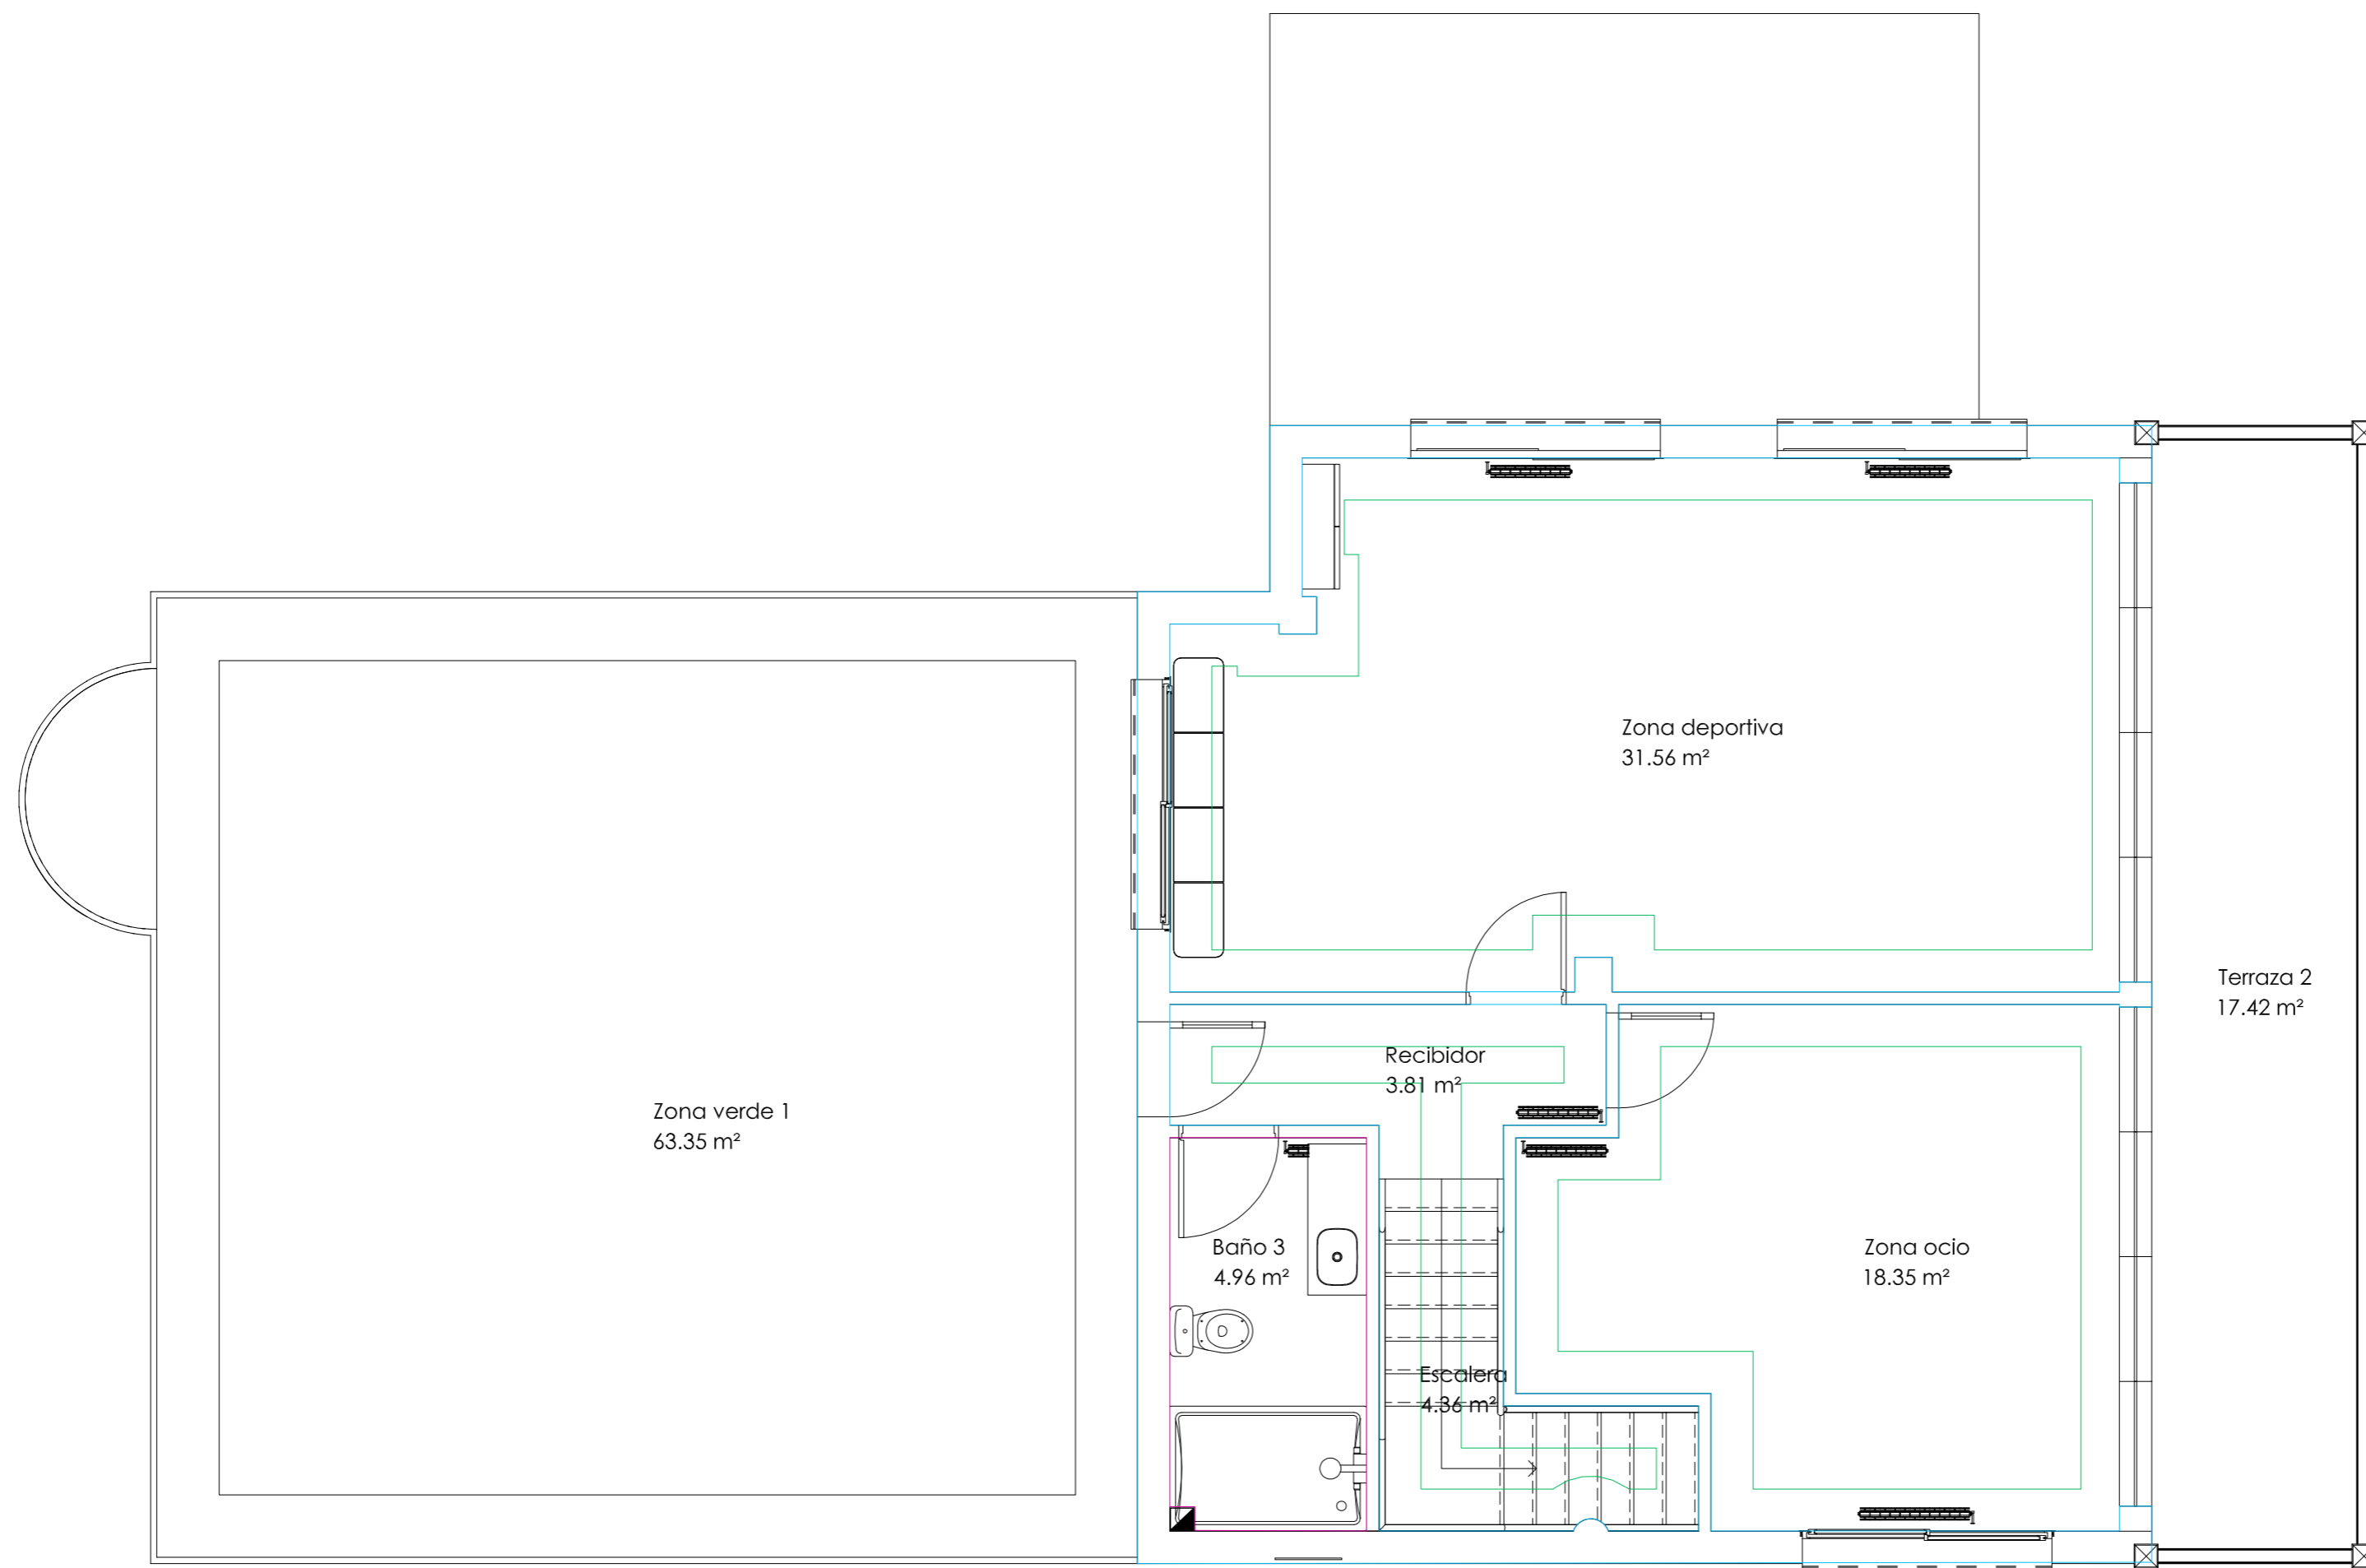 Zona deportiva
31.56 m²
Terraza 2
17.42 m²
Recibidor
3.81 m²
Zona verde 1
63.35 m²
Baño 3
4.96 m²
Zona ocio
18.35 m²
Escalera
4.36 m²